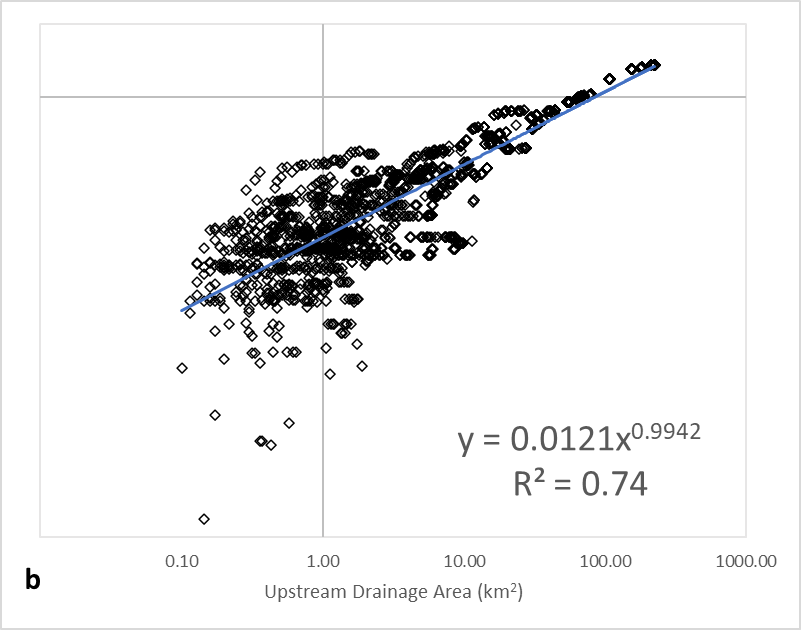 y = 0.0121x^0.9942
R² = 0.74
0.10 1.00 10.00 100.00 1000.00
b
Upstream Drainage Area (km²)